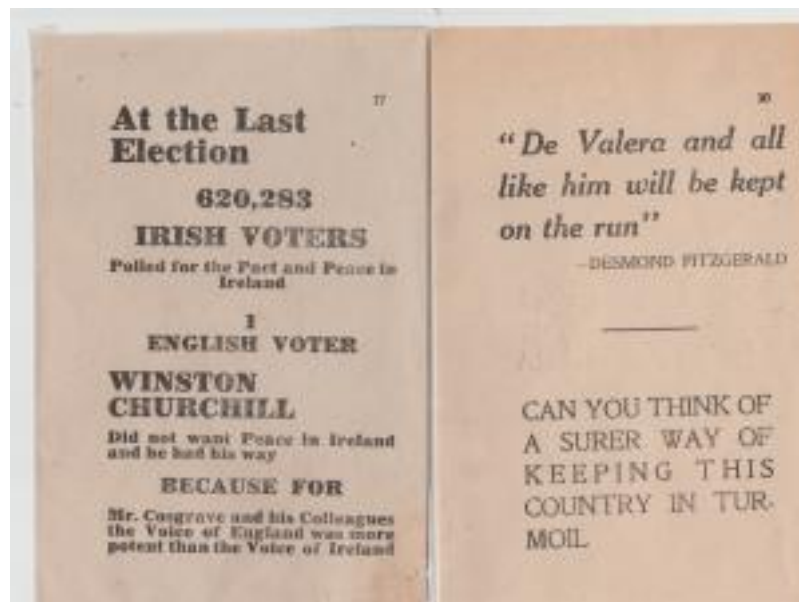 77
At the Last
Election
620,283
IRISH VOTERS
Polled for the Pact and Peace in
Ireland
1
ENGLISH VOTER
WINSTON
CHURCHILL
Did not want Peace in Ireland
and he had his way
BECAUSE FOR
Mr. Cosgrave and his Colleagues
the Voice of England was more
potent than the Voice of Ireland
"De Valera and all
like him will be kept
on the run"
—DESMOND FITZGERALD
CAN YOU THINK OF
A SURER WAY OF
KEEPING THIS
COUNTRY IN TUR-
MOIL